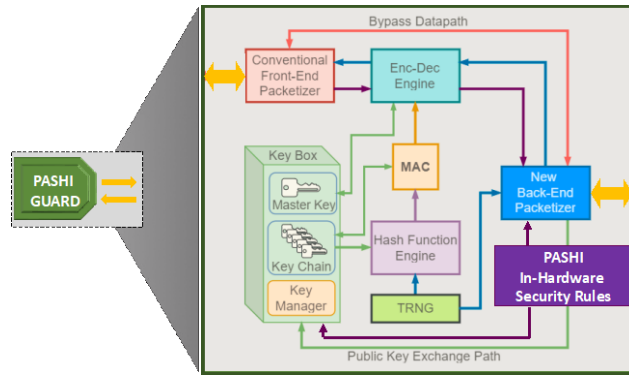 Bypass Datapath
Conventional
Front-End
Packetizer
Enc-Dec
Engine
PASHI
GUARD
Key Box
Master Key
Key Chain
Key
Manager
MAC
Hash Function
Engine
TRNG
New
Back-End
Packetizer
PASHI
In-Hardware
Security Rules
Public Key Exchange Path